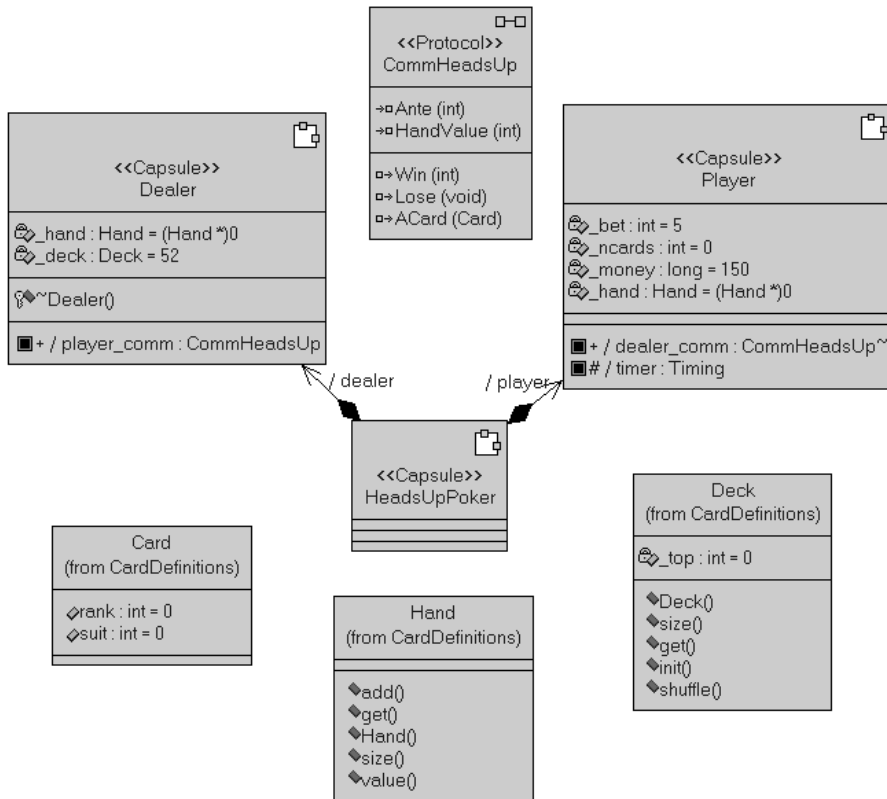 <<Protocol>>
CommHeadsUp
Ante (int)
HandValue (int)
Win (int)
Lose (void)
ACard (Card)
<<Capsule>>
Dealer
_hand : Hand = (Hand *)0
_deck : Deck = 52
~Dealer()
+ / player_comm : CommHeadsUp
<<Capsule>>
Player
_bet : int = 5
_ncards : int = 0
_money : long = 150
_hand : Hand = (Hand *)0
+ / dealer_comm : CommHeadsUp~
# / timer : Timing
/ dealer
/ player
<<Capsule>>
HeadsUpPoker
Card
(from CardDefinitions)
rank : int = 0
suit : int = 0
Hand
(from CardDefinitions)
add()
get()
Hand()
size()
value()
Deck
(from CardDefinitions)
_top : int = 0
Deck()
size()
get()
init()
shuffle()